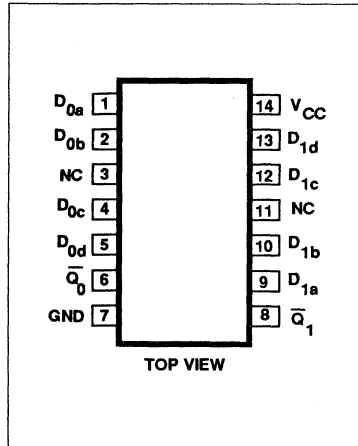 D0a 1 14 VCC
D0b 2 13 D1d
NC 3 12 D1c
D0c 4 11 NC
D0d 5 10 D1b
Q̅0 6 9 D1a
GND 7 8 Q̅1
TOP VIEW